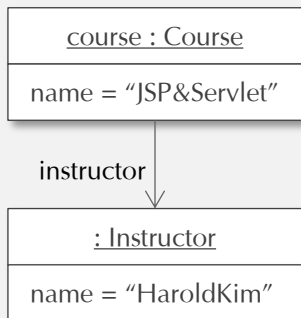 course : Course
name = “JSP&Servlet”
instructor
: Instructor
name = “HaroldKim”